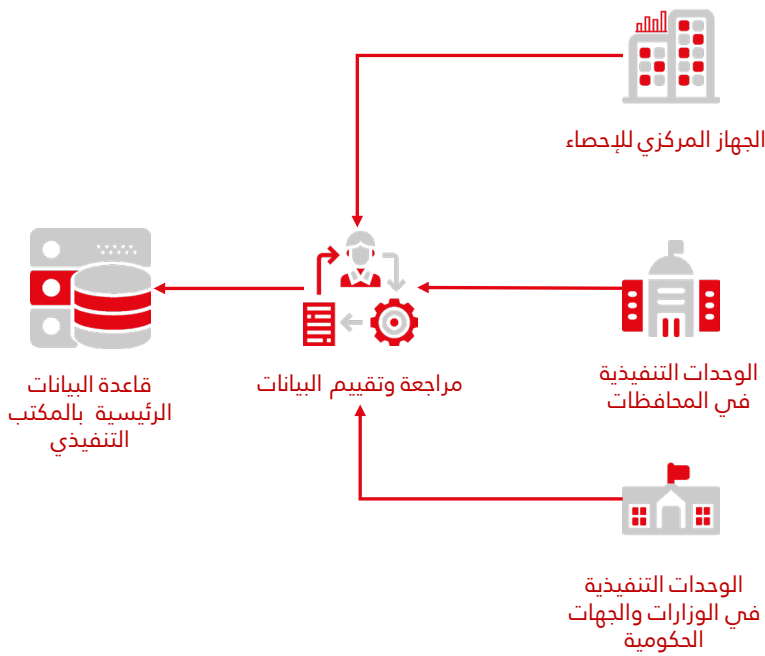 الجهاز المركزي للإحصاء
الوحدات التنفيذية
في المحافظات
مراجعة وتقييم البيانات
قاعدة البيانات
الرئيسية بالمكتب
التنفيذي
الوحدات التنفيذية
في الوزارات والجهات
الحكومية